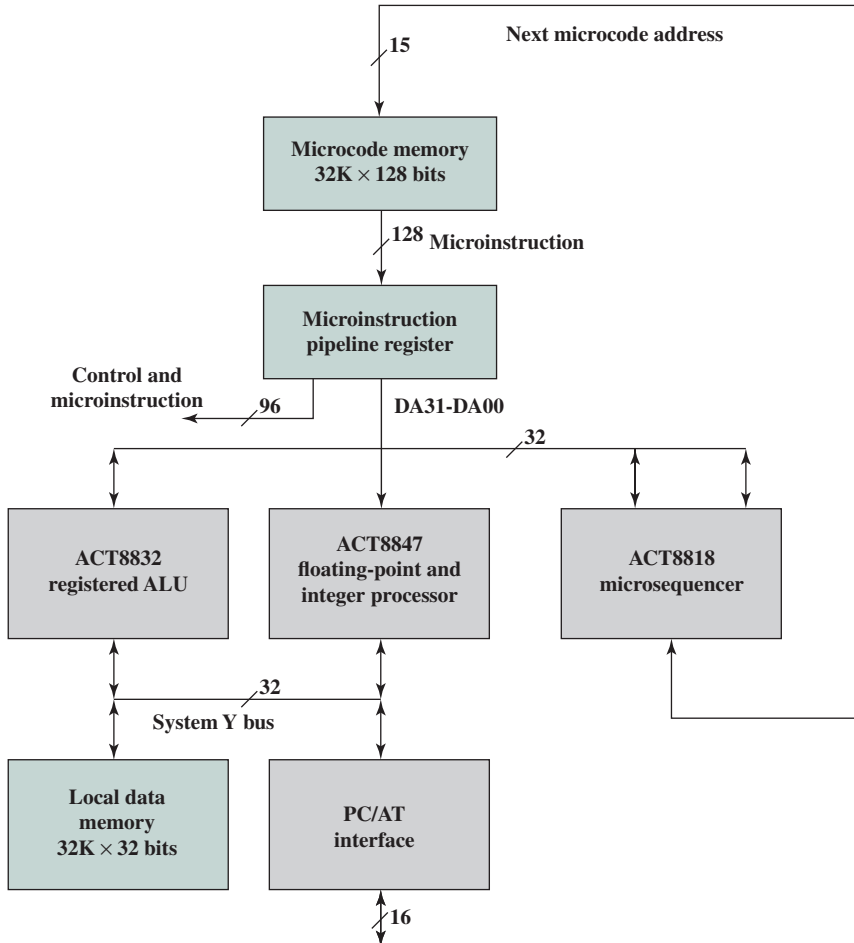 Next microcode address
15
Microcode memory
32K × 128 bits
128
Microinstruction
Microinstruction
pipeline register
Control and
microinstruction
96
DA31-DA00
32
ACT8832
registered ALU
ACT8847
floating-point and
integer processor
ACT8818
microsequencer
32
System Y bus
Local data
memory
32K × 32 bits
PC/AT
interface
16